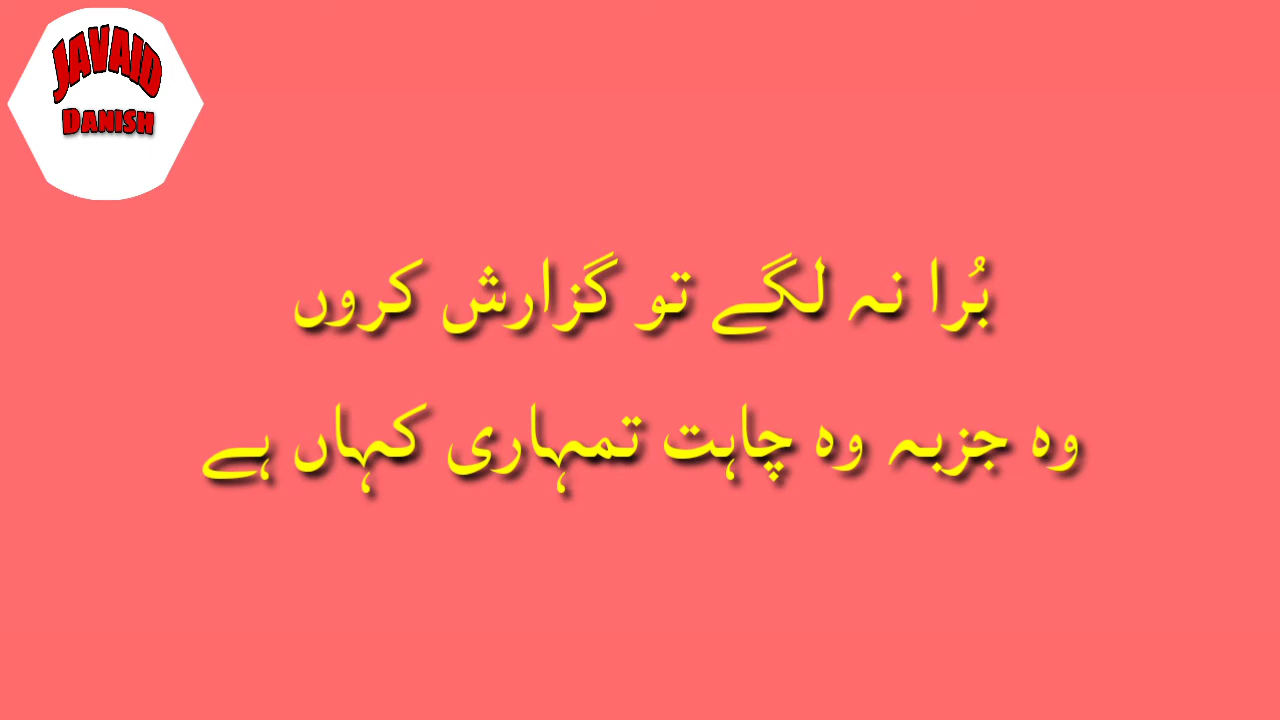 JAVAID
DANISH
بُرا نہ لگے تو گزارش کروں
وہ جزبہ وہ چاہت تمہاری کہاں ہے